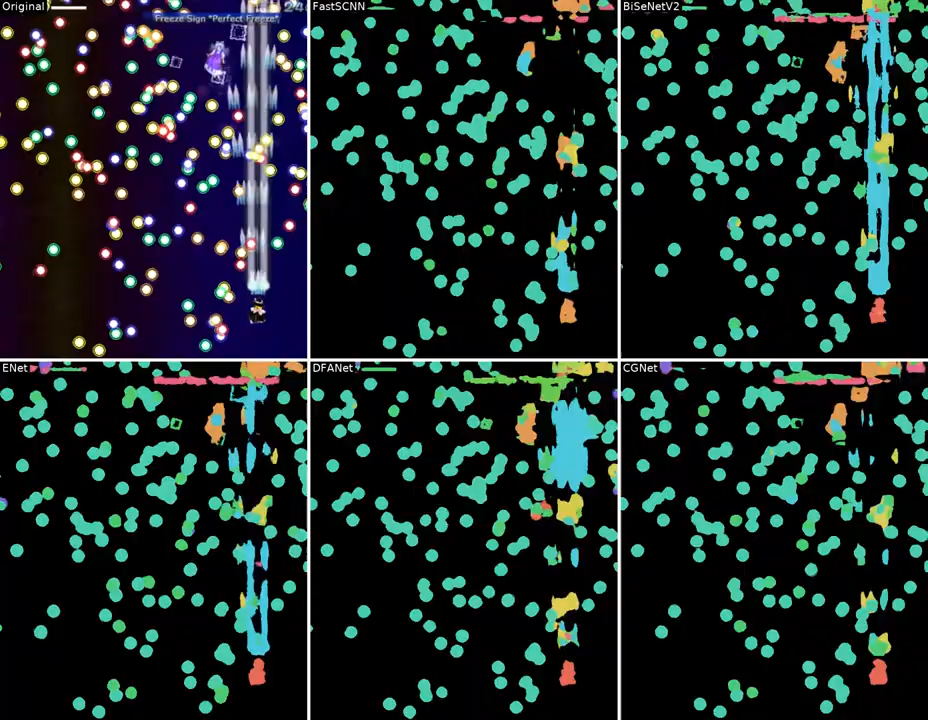 Original
FastSCNN
BiSeNetV2
Freeze Sign "Perfect Freeze"
ENet
DFANet
CGNet